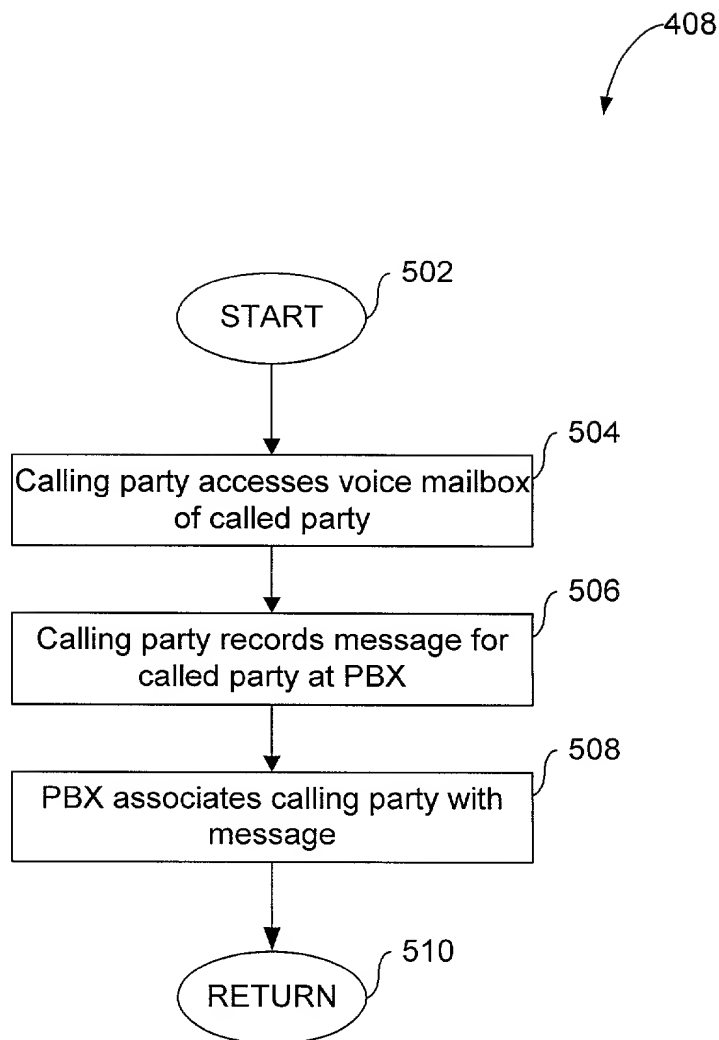 408
502
START
504
Calling party accesses voice mailbox
of called party
506
Calling party records message for
called party at PBX
508
PBX associates calling party with
message
510
RETURN